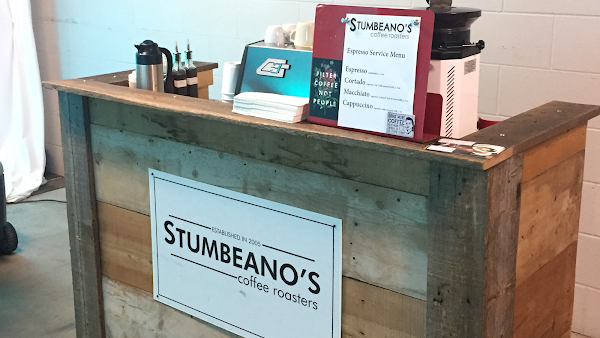 STUMBEANO'S
coffee roasters
Espresso Service Menu
Espresso
Cortado
Macchiato
Cappuccino
FILTER
COFFEE
NOT
PEOPLE
COFFEE
ESTABLISHED IN 2005
STUMBEANO'S
coffee roasters